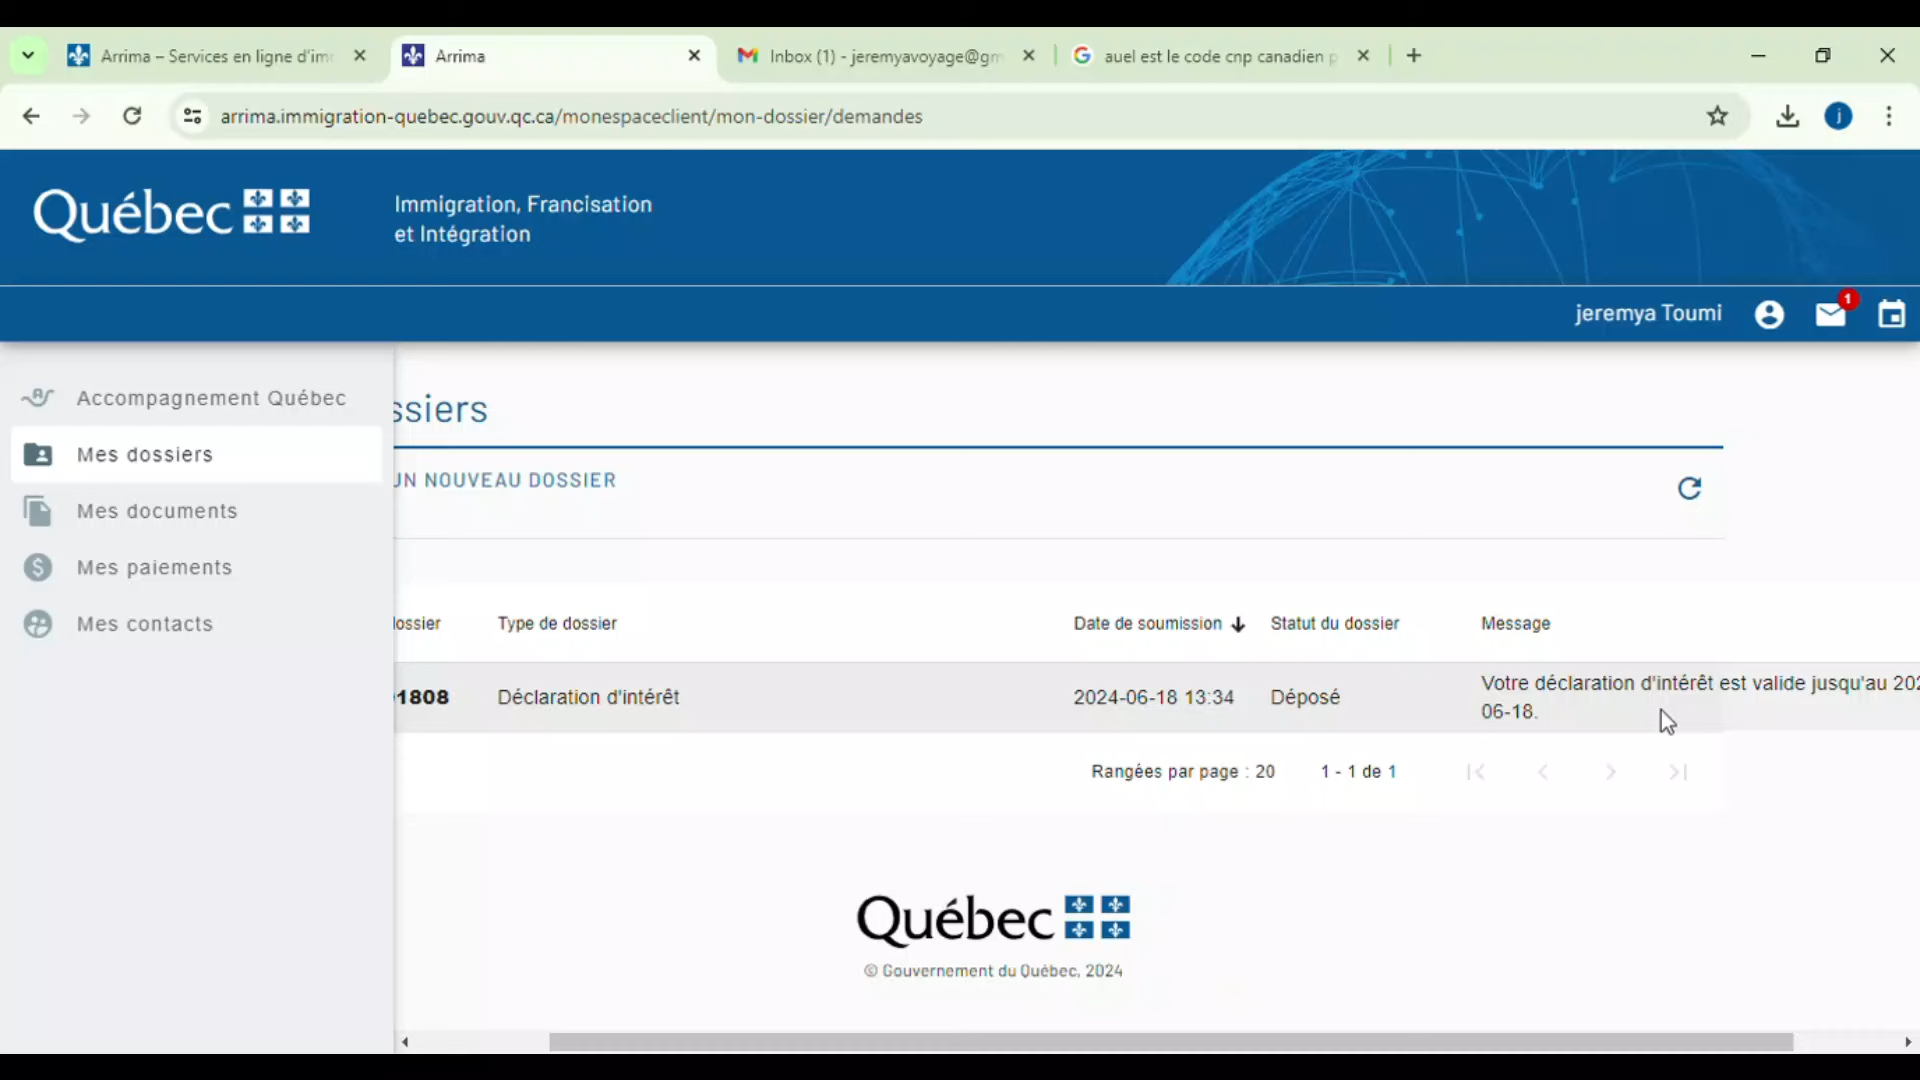 Arrima – Services en ligne d'im
Arrima
Inbox (1) - jeremyavoyage@gm
auel est le code cnp canadien p
arrima.immigration-quebec.gouv.qc.ca/monespaceclient/mon-dossier/demandes
j
Québec
Immigration, Francisation
et Intégration
jeremya Toumi
1
Accompagnement Québec
Mes dossiers
Mes documents
Mes paiements
Mes contacts
ssiers
UN NOUVEAU DOSSIER
dossier
Type de dossier
Date de soumission
Statut du dossier
Message
1808
Déclaration d'intérêt
2024-06-18 13:34
Déposé
Votre déclaration d'intérêt est valide jusqu'au 202
06-18.
Rangées par page : 20
1 - 1 de 1
Québec
© Gouvernement du Québec, 2024